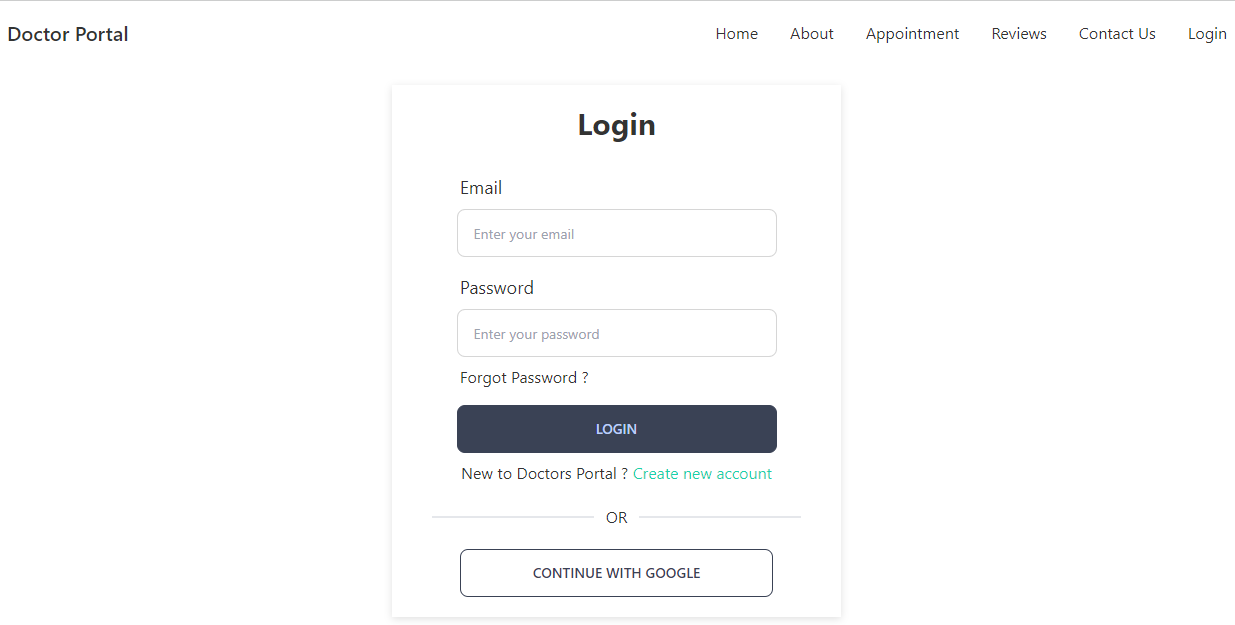 Doctor Portal Home About Appointment Reviews Contact Us Login
Login
Email
Enter your email
Password
Enter your password
Forgot Password ?
LOGIN
New to Doctors Portal ? Create new account
OR
CONTINUE WITH GOOGLE